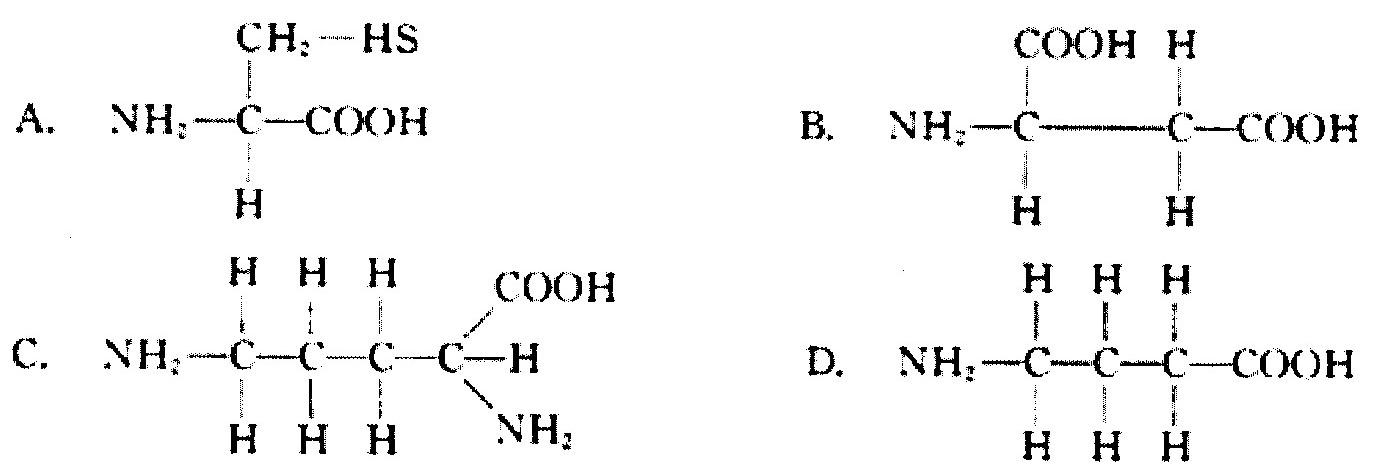 CH₂—HS
A. NH₂—C—COOH
H
COOH H
B. NH₂—C—C—COOH
H H
H H H COOH
C. NH₂—C—C—C—C—H
H H H NH₂
H H H
D. NH₂—C—C—C—COOH
H H H